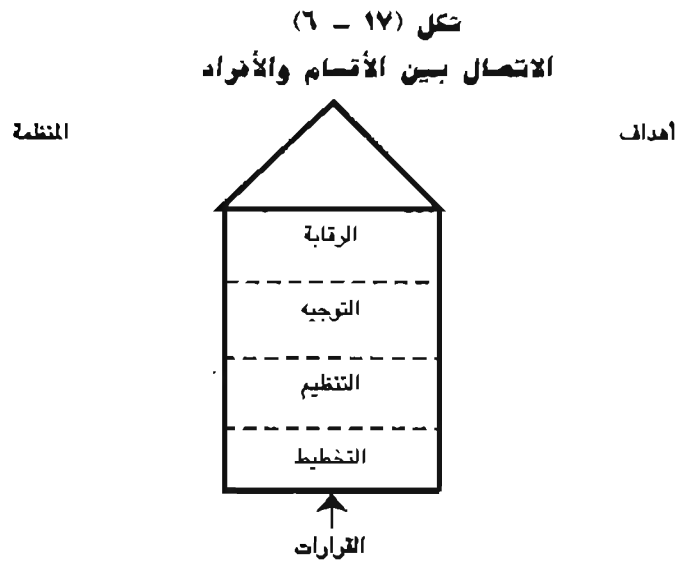 شكل (١٧ – ٦)
الاتصال بين الأقسام والأفراد
أهداف المنظمة
الرقابة
التوجيه
التنظيم
التخطيط
القرارات